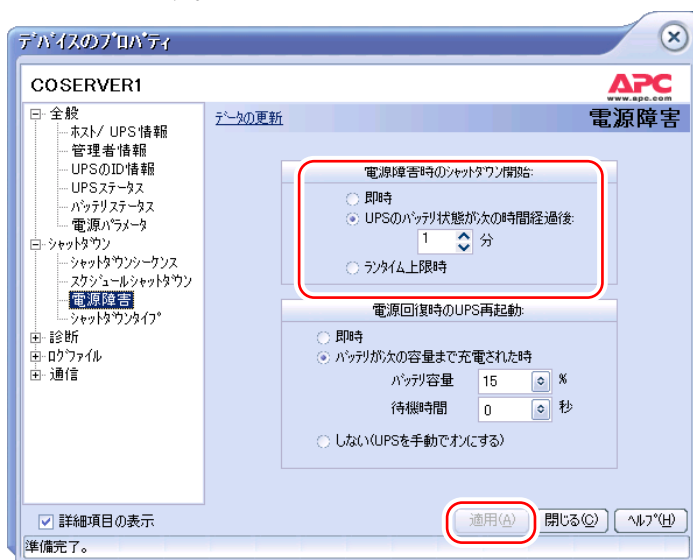 デバイスのプロパティ
COSERVER1
APC
www.apc.com
全般
ホスト/ UPS情報
管理者情報
UPSのID情報
UPSステータス
バッテリステータス
電源パラメータ
シャットダウン
シャットダウンシーケンス
スケジュールシャットダウン
電源障害
シャットダウンタイプ
診断
ログファイル
通信
データの更新
電源障害
電源障害時のシャットダウン開始:
即時
UPSのバッテリ状態が次の時間経過後:
1 分
ランタイム上限時
電源回復時のUPS再起動:
即時
バッテリが次の容量まで充電された時
バッテリ容量 15 %
待機時間 0 秒
しない(UPSを手動でオンにする)
詳細項目の表示
適用(A) 閉じる(C) ヘルプ(H)
準備完了。